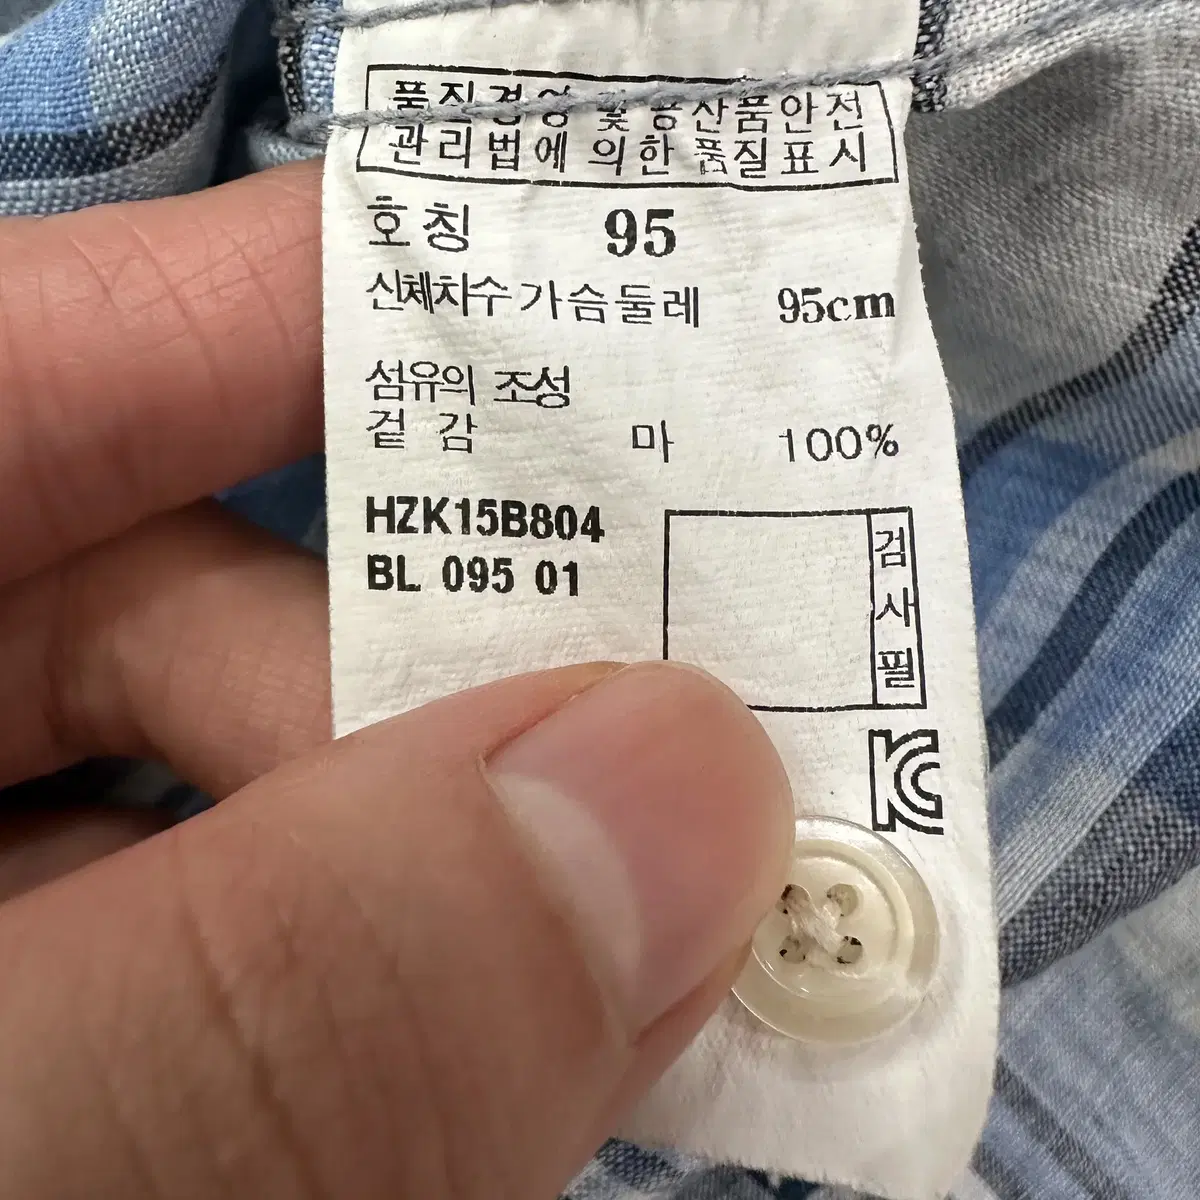 품질경영 및 공산품안전
관리법에 의한 품질표시
호칭 95
신체차수 가슴둘레 95cm
섬유의 조성
겉감 마 100%
HZK15B804
BL 095 01
검사필
KC